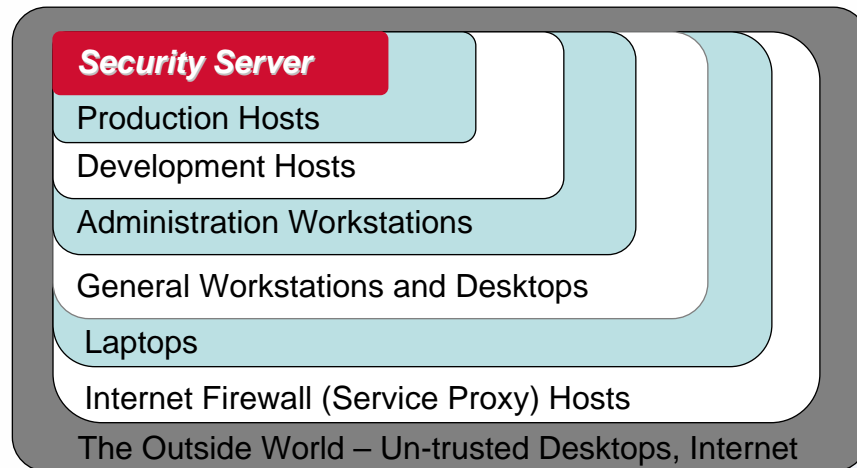 Security Server
Production Hosts
Development Hosts
Administration Workstations
General Workstations and Desktops
Laptops
Internet Firewall (Service Proxy) Hosts
The Outside World – Un-trusted Desktops, Internet